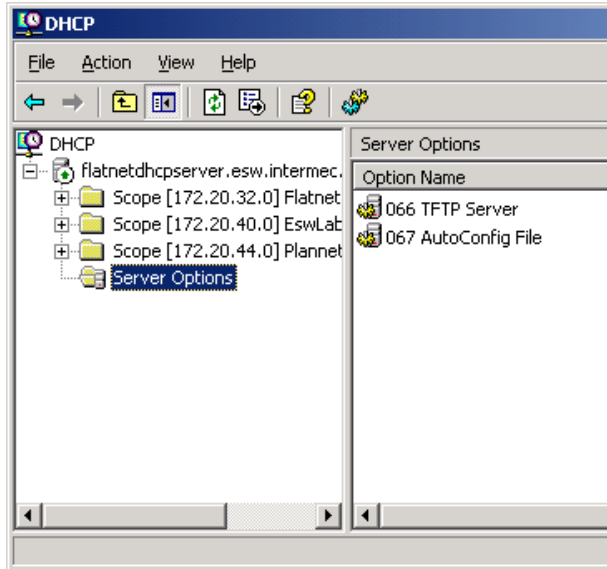 DHCP
File Action View Help
DHCP
flatnetdhcpserver.esw.intermec.
Scope [172.20.32.0] Flatnet
Scope [172.20.40.0] EswLab
Scope [172.20.44.0] Plannet
Server Options
Server Options
Option Name
066 TFTP Server
067 AutoConfig File